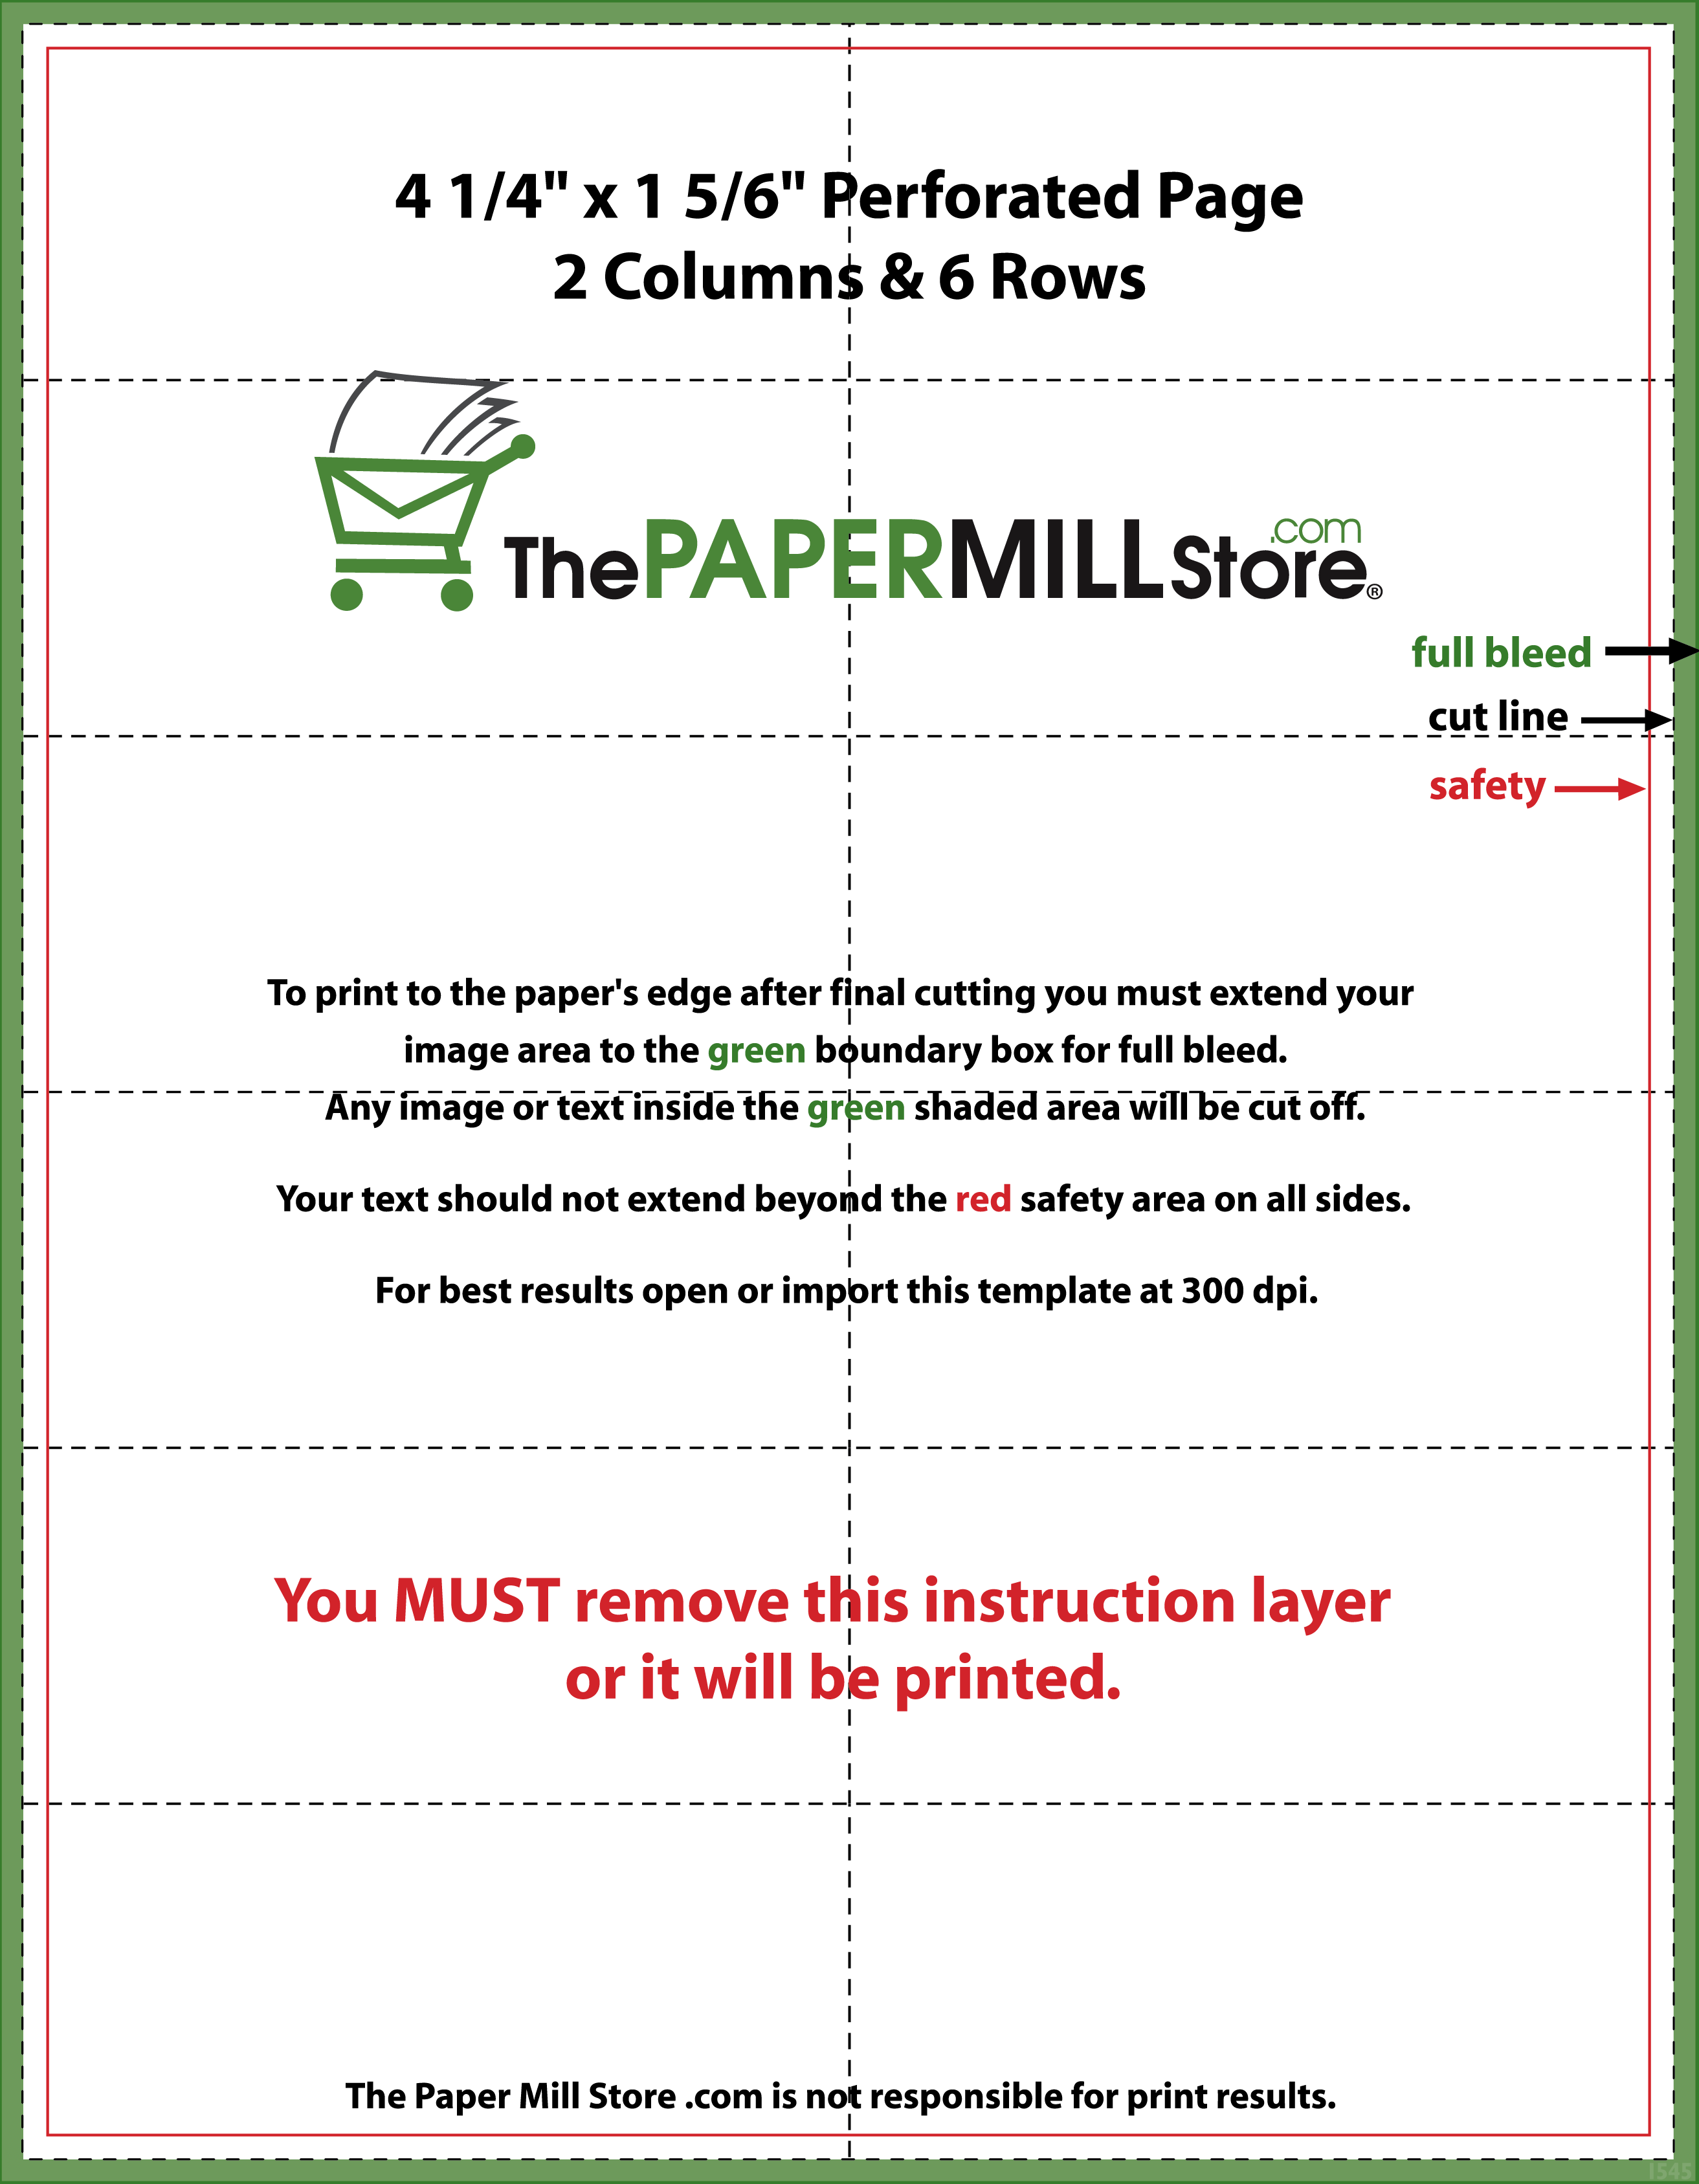 4 1/4" x 1 5/6" Perforated Page
2 Columns & 6 Rows
ThePAPERMILLStore.com®
full bleed
cut line
safety
To print to the paper's edge after final cutting you must extend your
image area to the green boundary box for full bleed.
Any image or text inside the green shaded area will be cut off.
Your text should not extend beyond the red safety area on all sides.
For best results open or import this template at 300 dpi.
You MUST remove this instruction layer
or it will be printed.
The Paper Mill Store .com is not responsible for print results.
1545